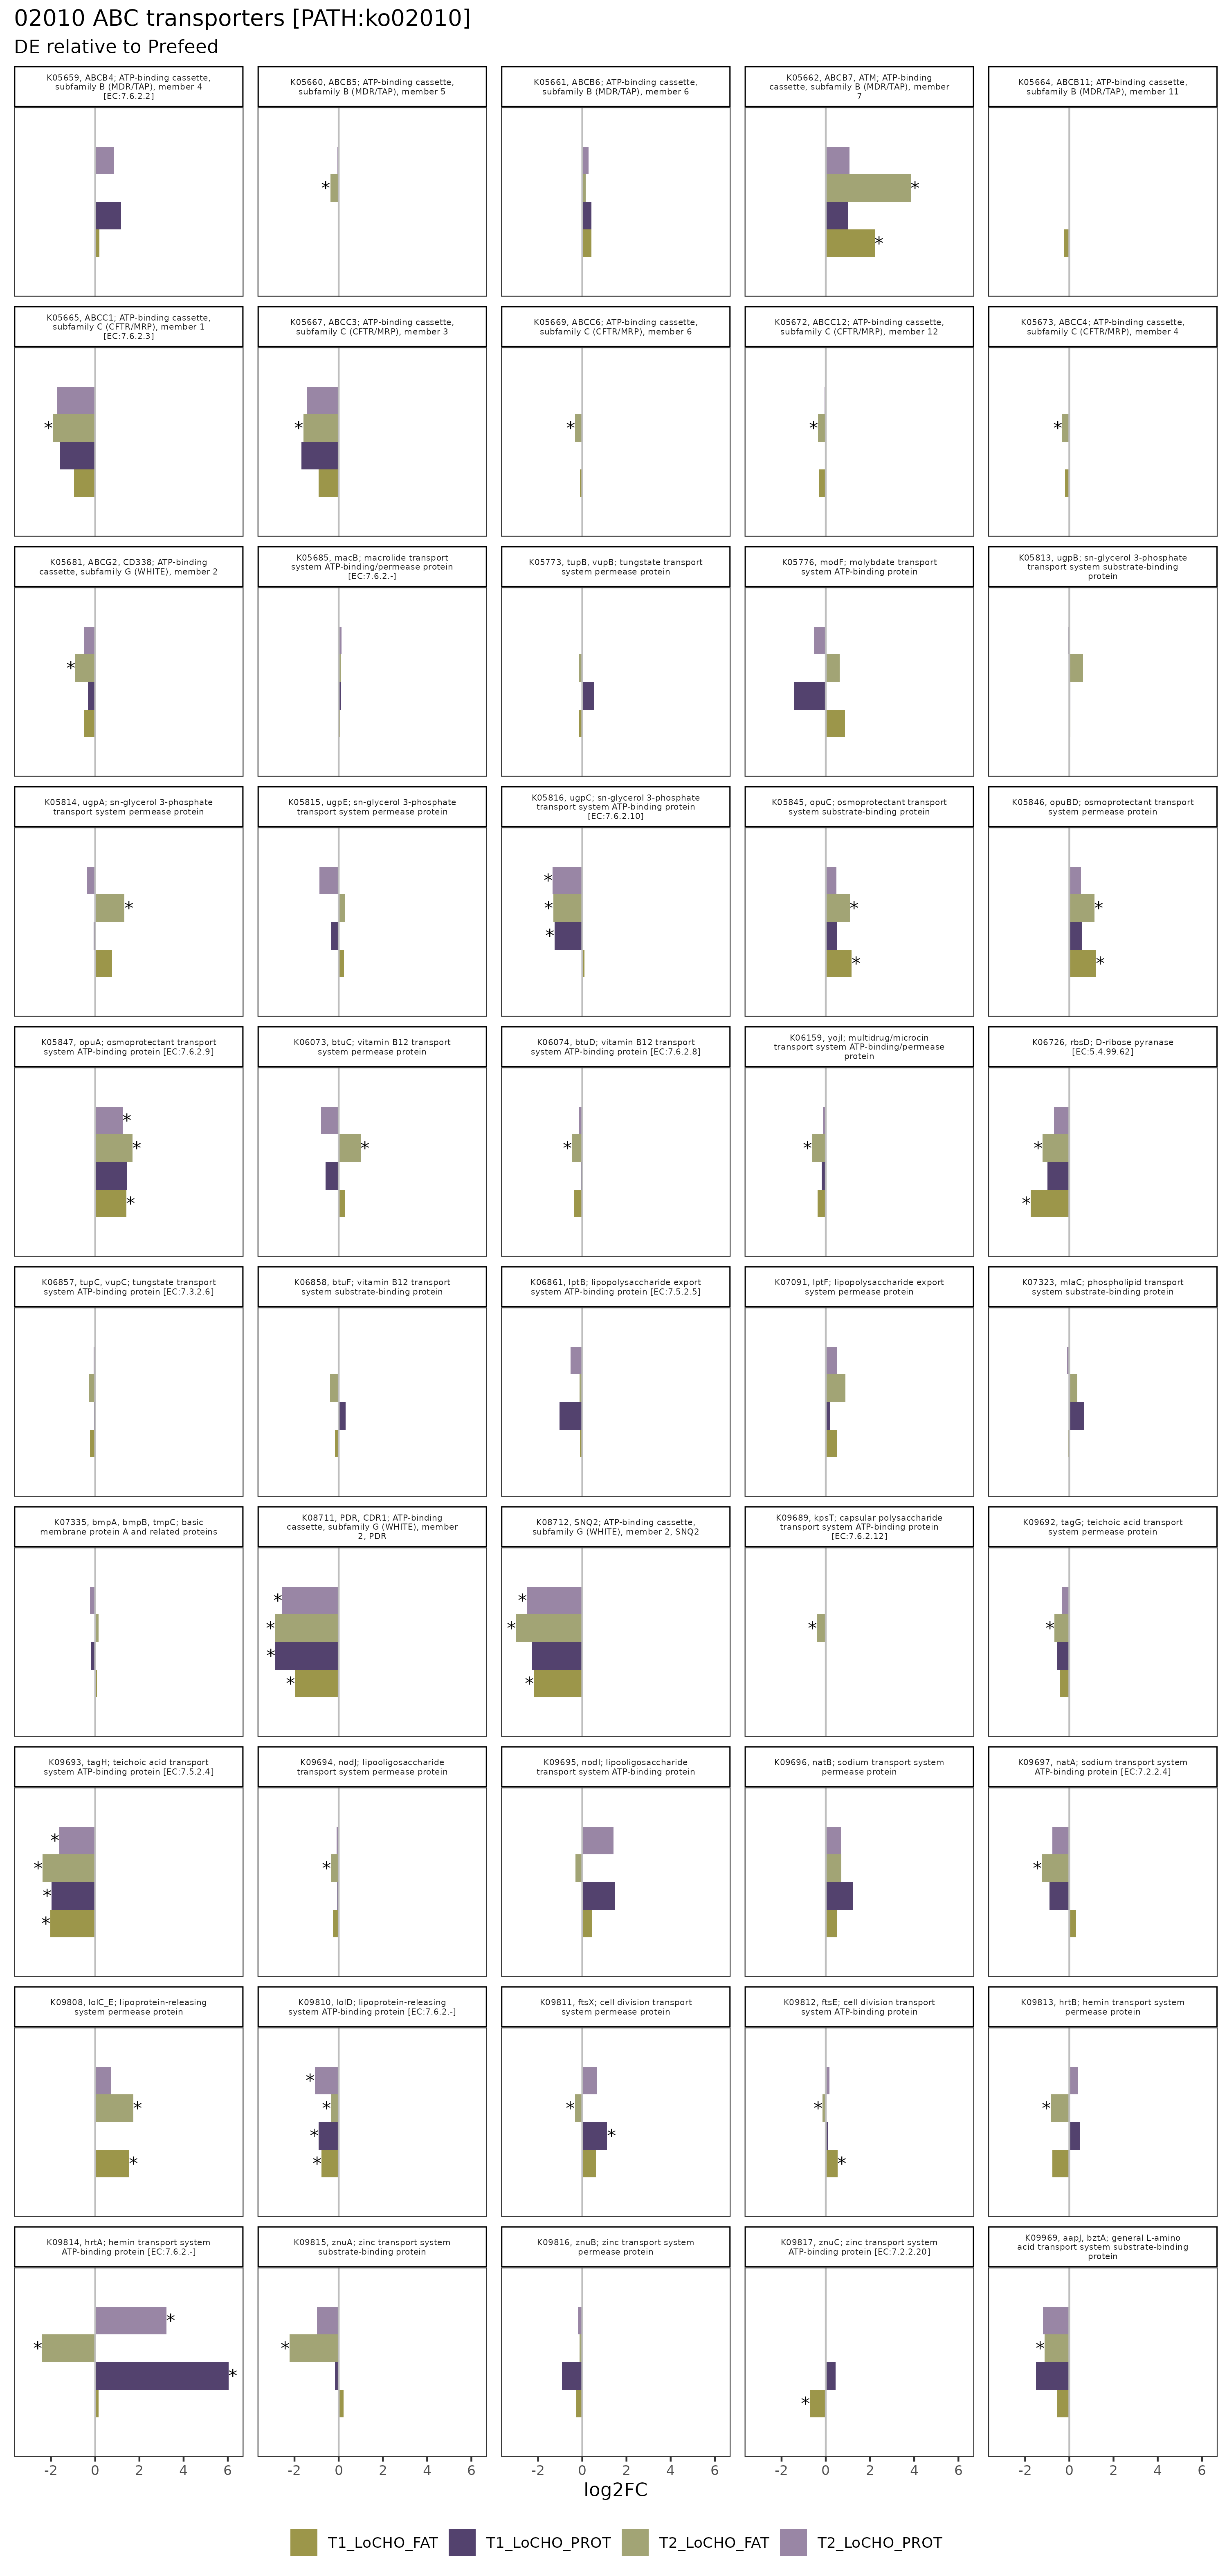 02010 ABC transporters [PATH:ko02010]
DE relative to Prefeed
K05659, ABCB4; ATP-binding cassette,
subfamily B (MDR/TAP), member 4
[EC:7.6.2.2]
K05660, ABCB5; ATP-binding cassette,
subfamily B (MDR/TAP), member 5
K05661, ABCB6; ATP-binding cassette,
subfamily B (MDR/TAP), member 6
K05662, ABCB7, ATM; ATP-binding
cassette, subfamily B (MDR/TAP), member
7
K05664, ABCB11; ATP-binding cassette,
subfamily B (MDR/TAP), member 11
*
*
*
K05665, ABCC1; ATP-binding cassette,
subfamily C (CFTR/MRP), member 1
[EC:7.6.2.3]
K05667, ABCC3; ATP-binding cassette,
subfamily C (CFTR/MRP), member 3
K05669, ABCC6; ATP-binding cassette,
subfamily C (CFTR/MRP), member 6
K05672, ABCC12; ATP-binding cassette,
subfamily C (CFTR/MRP), member 12
K05673, ABCC4; ATP-binding cassette,
subfamily C (CFTR/MRP), member 4
* * * * *
K05681, ABCG2, CD338; ATP-binding
cassette, subfamily G (WHITE), member 2
K05685, macB; macrolide transport
system ATP-binding/permease protein
[EC:7.6.2.-]
K05773, tupB, vupB; tungstate transport
system permease protein
K05776, modF; molybdate transport
system ATP-binding protein
K05813, ugpB; sn-glycerol 3-phosphate
transport system substrate-binding
protein
*
K05814, ugpA; sn-glycerol 3-phosphate
transport system permease protein
K05815, ugpE; sn-glycerol 3-phosphate
transport system permease protein
K05816, ugpC; sn-glycerol 3-phosphate
transport system ATP-binding protein
[EC:7.6.2.10]
K05845, opuC; osmoprotectant transport
system substrate-binding protein
K05846, opuBD; osmoprotectant transport
system permease protein
*
* * * *
*
* *
K05847, opuA; osmoprotectant transport
system ATP-binding protein [EC:7.6.2.9]
K06073, btuC; vitamin B12 transport
system permease protein
K06074, btuD; vitamin B12 transport
system ATP-binding protein [EC:7.6.2.8]
K06159, yojI; multidrug/microcin
transport system ATP-binding/permease
protein
K06726, rbsD; D-ribose pyranase
[EC:5.4.99.62]
*
* * * * *
* *
K06857, tupC, vupC; tungstate transport
system ATP-binding protein [EC:7.3.2.6]
K06858, btuF; vitamin B12 transport
system substrate-binding protein
K06861, lptB; lipopolysaccharide export
system ATP-binding protein [EC:7.5.2.5]
K07091, lptF; lipopolysaccharide export
system permease protein
K07323, mlaC; phospholipid transport
system substrate-binding protein
K07335, bmpA, bmpB, tmpC; basic
membrane protein A and related proteins
K08711, PDR, CDR1; ATP-binding
cassette, subfamily G (WHITE), member
2, PDR
K08712, SNQ2; ATP-binding cassette,
subfamily G (WHITE), member 2, SNQ2
K09689, kpsT; capsular polysaccharide
transport system ATP-binding protein
[EC:7.6.2.12]
K09692, tagG; teichoic acid transport
system permease protein
* *
* * * *
*
* *
K09693, tagH; teichoic acid transport
system ATP-binding protein [EC:7.5.2.4]
K09694, nodJ; lipooligosaccharide
transport system permease protein
K09695, nodI; lipooligosaccharide
transport system ATP-binding protein
K09696, natB; sodium transport system
permease protein
K09697, natA; sodium transport system
ATP-binding protein [EC:7.2.2.4]
*
* * *
*
*
K09808, lolC_E; lipoprotein-releasing
system permease protein
K09810, lolD; lipoprotein-releasing
system ATP-binding protein [EC:7.6.2.-]
K09811, ftsX; cell division transport
system permease protein
K09812, ftsE; cell division transport
system ATP-binding protein
K09813, hrtB; hemin transport system
permease protein
*
* * * * *
* *
* * *
K09814, hrtA; hemin transport system
ATP-binding protein [EC:7.6.2.-]
K09815, znuA; zinc transport system
substrate-binding protein
K09816, znuB; zinc transport system
permease protein
K09817, znuC; zinc transport system
ATP-binding protein [EC:7.2.2.20]
K09969, aapJ, bztA; general L-amino
acid transport system substrate-binding
protein
*
* * *
*
*
-2 0 2 4 6 -2 0 2 4 6 -2 0 2 4 6 -2 0 2 4 6 -2 0 2 4 6
log2FC
T1_LoCHO_FAT T1_LoCHO_PROT T2_LoCHO_FAT T2_LoCHO_PROT